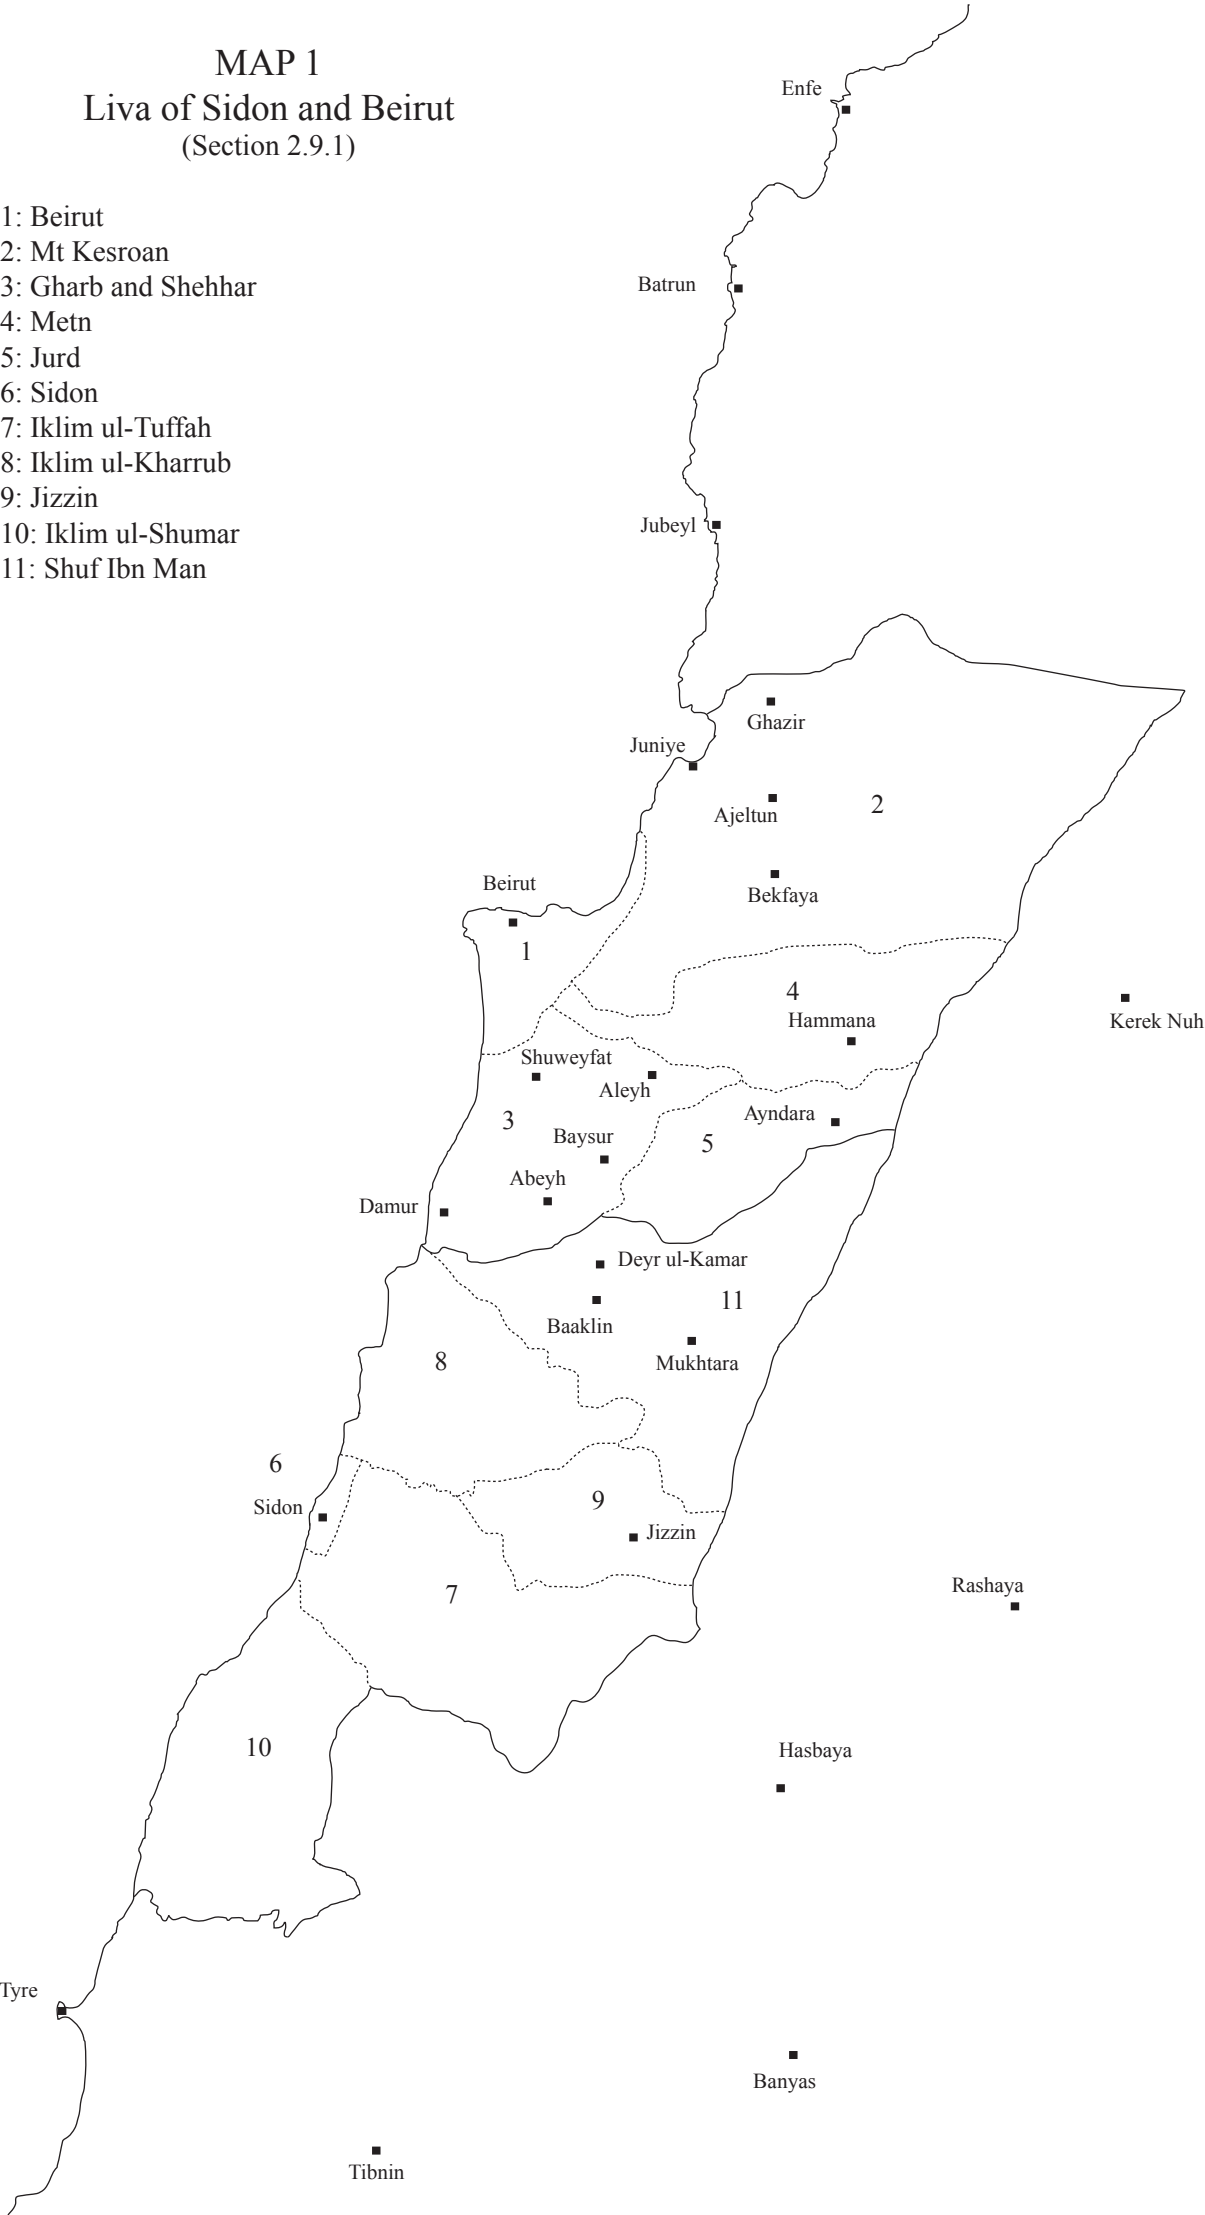 MAP 1
Liva of Sidon and Beirut
(Section 2.9.1)
1: Beirut
2: Mt Kesroan
3: Gharb and Shehhar
4: Metn
5: Jurd
6: Sidon
7: Iklim ul-Tuffah
8: Iklim ul-Kharrub
9: Jizzin
10: Iklim ul-Shumar
11: Shuf Ibn Man
Enfe
Batrun
Jubeyl
Ghazir
Juniye
Ajeltun
2
Bekfaya
Beirut
1
4
Hammana
Kerek Nuh
Shuweyfat
Aleyh
3
Ayndara
Baysur
5
Abeyh
Damur
Deyr ul-Kamar
11
Baaklin
Mukhtara
8
6
Sidon
9
Jizzin
7
Rashaya
10
Hasbaya
Tyre
Banyas
Tibnin